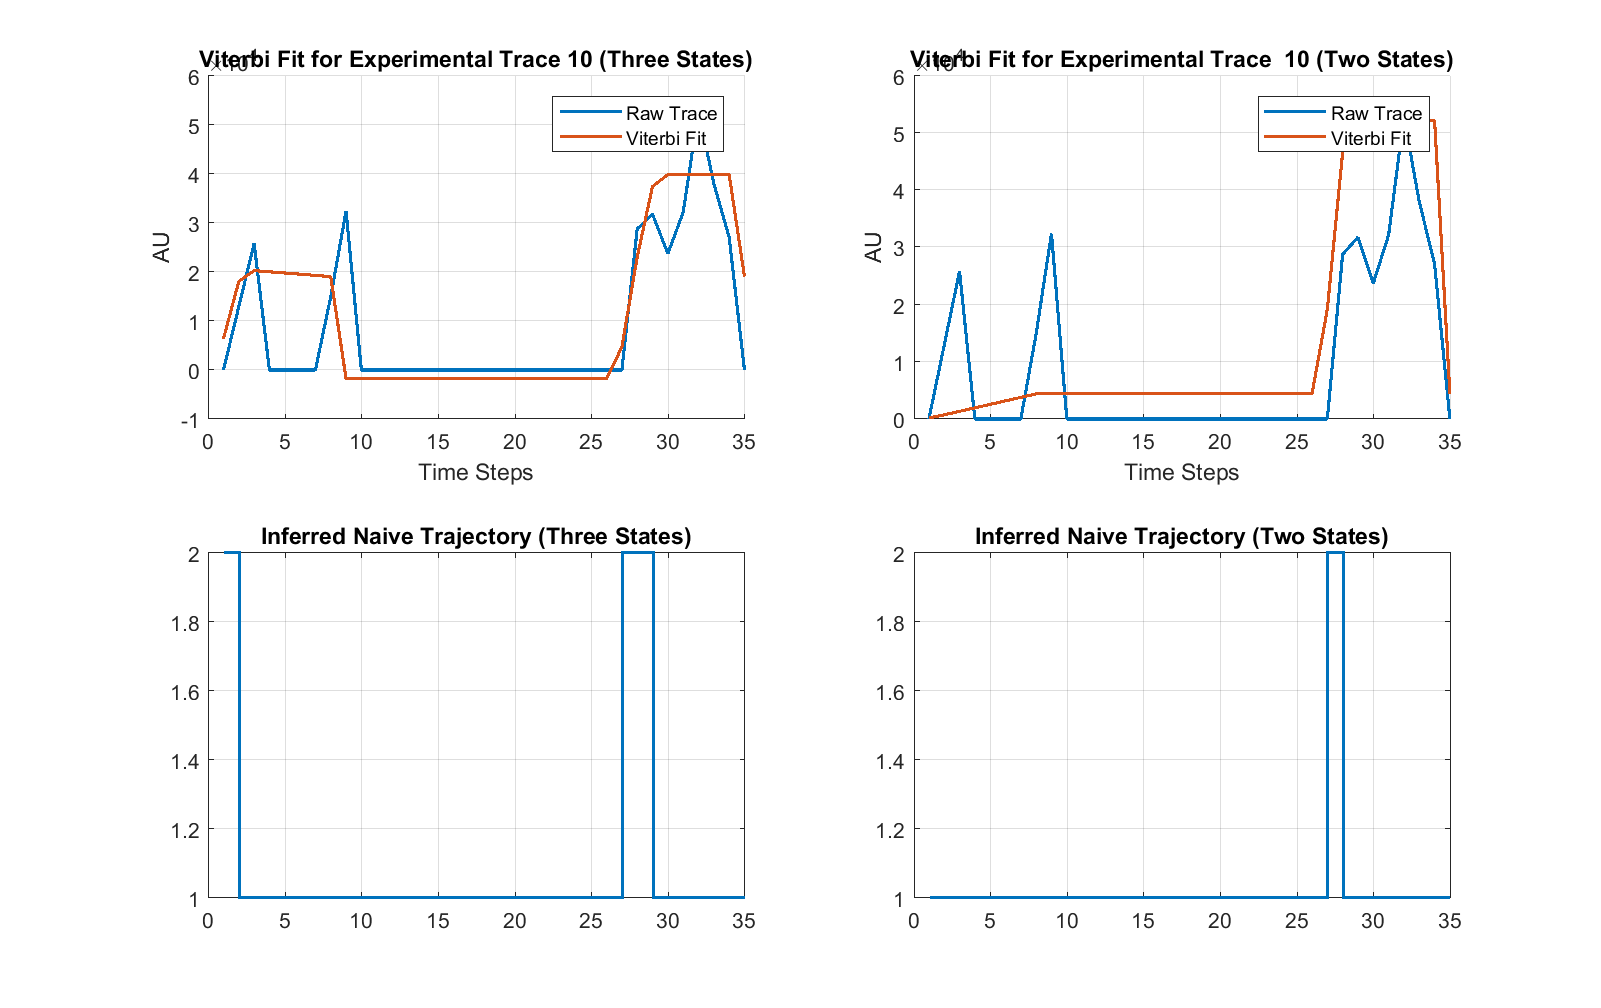 Viterbi Fit for Experimental Trace 10 (Three States)
6
5
4
3
2
1
0
-1
AU
Raw Trace
Viterbi Fit
0 5 10 15 20 25 30 35
Time Steps
Viterbi Fit for Experimental Trace 10 (Two States)
6
5
4
3
2
1
0
AU
Raw Trace
Viterbi Fit
0 5 10 15 20 25 30 35
Time Steps
Inferred Naive Trajectory (Three States)
2
1.8
1.6
1.4
1.2
1
0 5 10 15 20 25 30 35
Inferred Naive Trajectory (Two States)
2
1.8
1.6
1.4
1.2
1
0 5 10 15 20 25 30 35